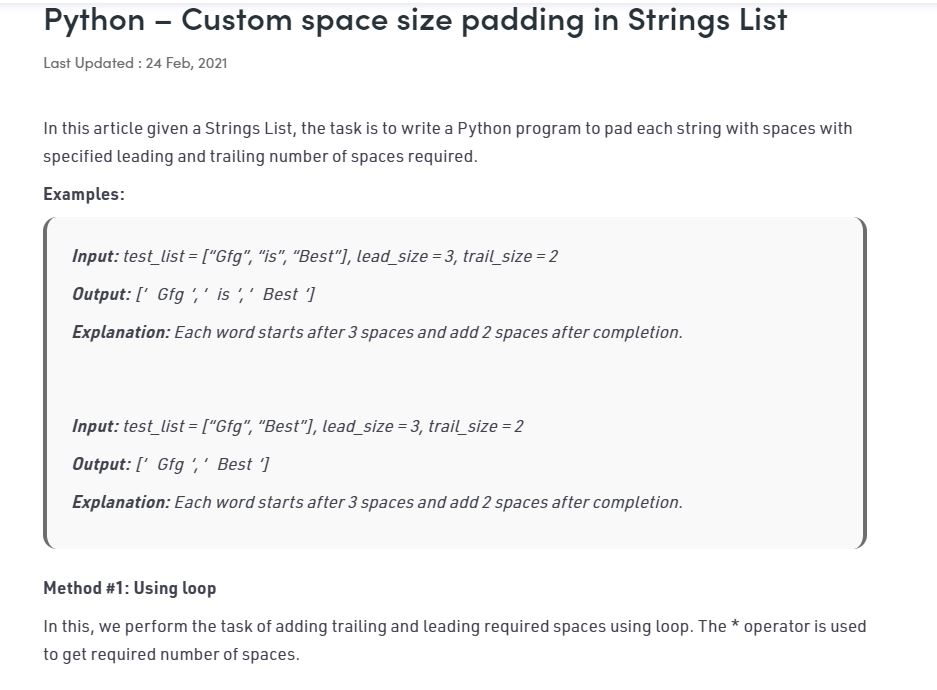 Python – Custom space size padding in Strings List
Last Updated : 24 Feb, 2021
In this article given a Strings List, the task is to write a Python program to pad each string with spaces with
specified leading and trailing number of spaces required.
Examples:
Input: test_list = [“Gfg”, “is”, “Best”], lead_size = 3, trail_size = 2
Output: [‘  Gfg ‘, ‘  is ‘, ‘  Best ‘]
Explanation: Each word starts after 3 spaces and add 2 spaces after completion.
Input: test_list = [“Gfg”, “Best”], lead_size = 3, trail_size = 2
Output: [‘  Gfg ‘, ‘  Best ‘]
Explanation: Each word starts after 3 spaces and add 2 spaces after completion.
Method #1: Using loop
In this, we perform the task of adding trailing and leading required spaces using loop. The * operator is used
to get required number of spaces.